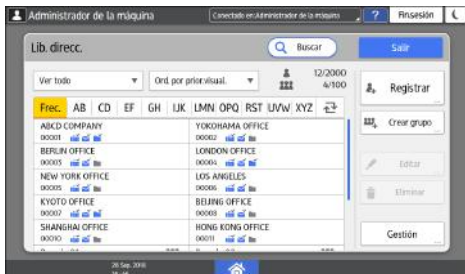 Administrador de la máquina
Conectado en:Administrador de la máquina
?
Finsesión
Lib. direcc.
Buscar
Salir
Ver todo
Ord. por prior.visual.
12/2000
4/100
Registrar
Frec. AB CD EF GH IJK LMN OPQ RST UVW XYZ
Crear grupo
ABCD COMPANY
00001
YOKOHAMA OFFICE
00002
BERLIN OFFICE
00003
LONDON OFFICE
00004
Editar
NEW YORK OFFICE
00005
LOS ANGELES
00006
Eliminar
KYOTO OFFICE
00007
BEIJING OFFICE
00008
SHANGHAI OFFICE
00010
HONG KONG OFFICE
00011
Gestión
26 Sep. 2018